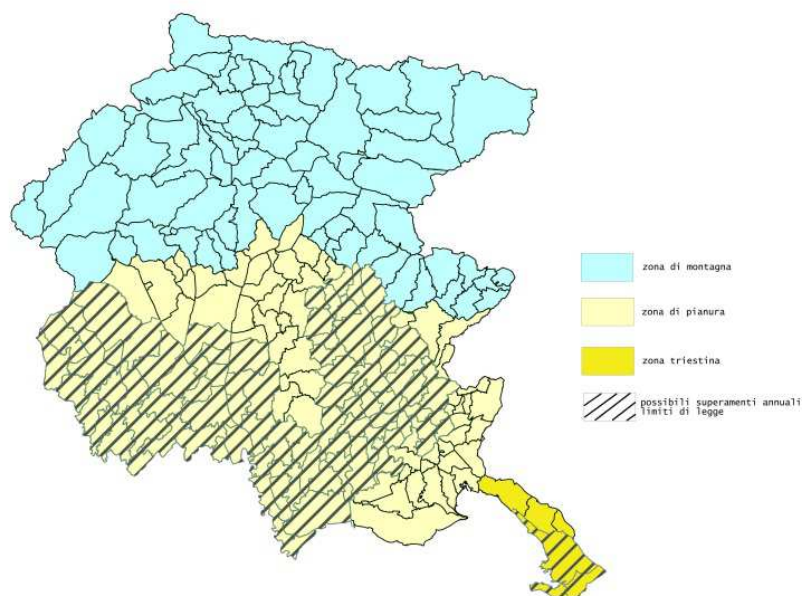 zona di montagna
zona di pianura
zona triestina
possibili superamenti annuali
limiti di legge